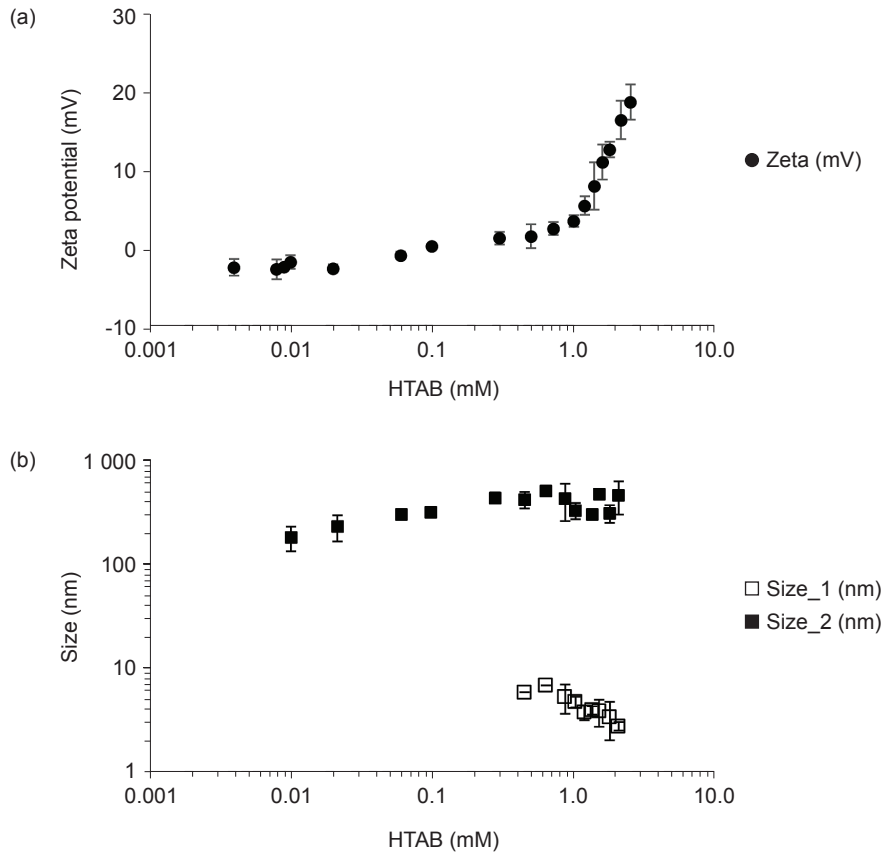 (a)
30
20
10
0
-10
Zeta potential (mV)
0.001 0.01 0.1 1.0 10.0
HTAB (mM)
Zeta (mV)
(b)
1 000
100
10
1
Size (nm)
0.001 0.01 0.1 1.0 10.0
HTAB (mM)
Size_1 (nm)
Size_2 (nm)